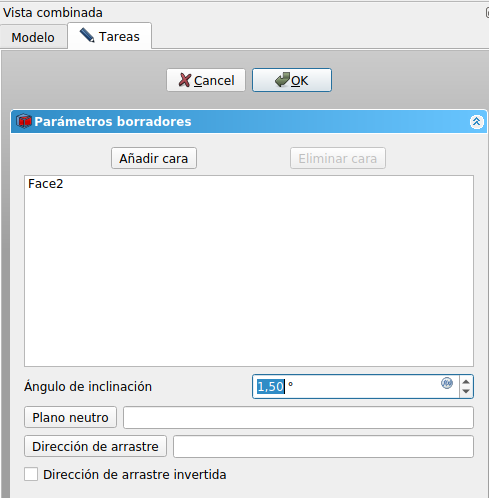 Vista combinada
Modelo Tareas
Cancel OK
Parámetros borradores
Añadir cara Eliminar cara
Face2
Ángulo de inclinación 1,50 °
Plano neutro
Dirección de arrastre
Dirección de arrastre invertida